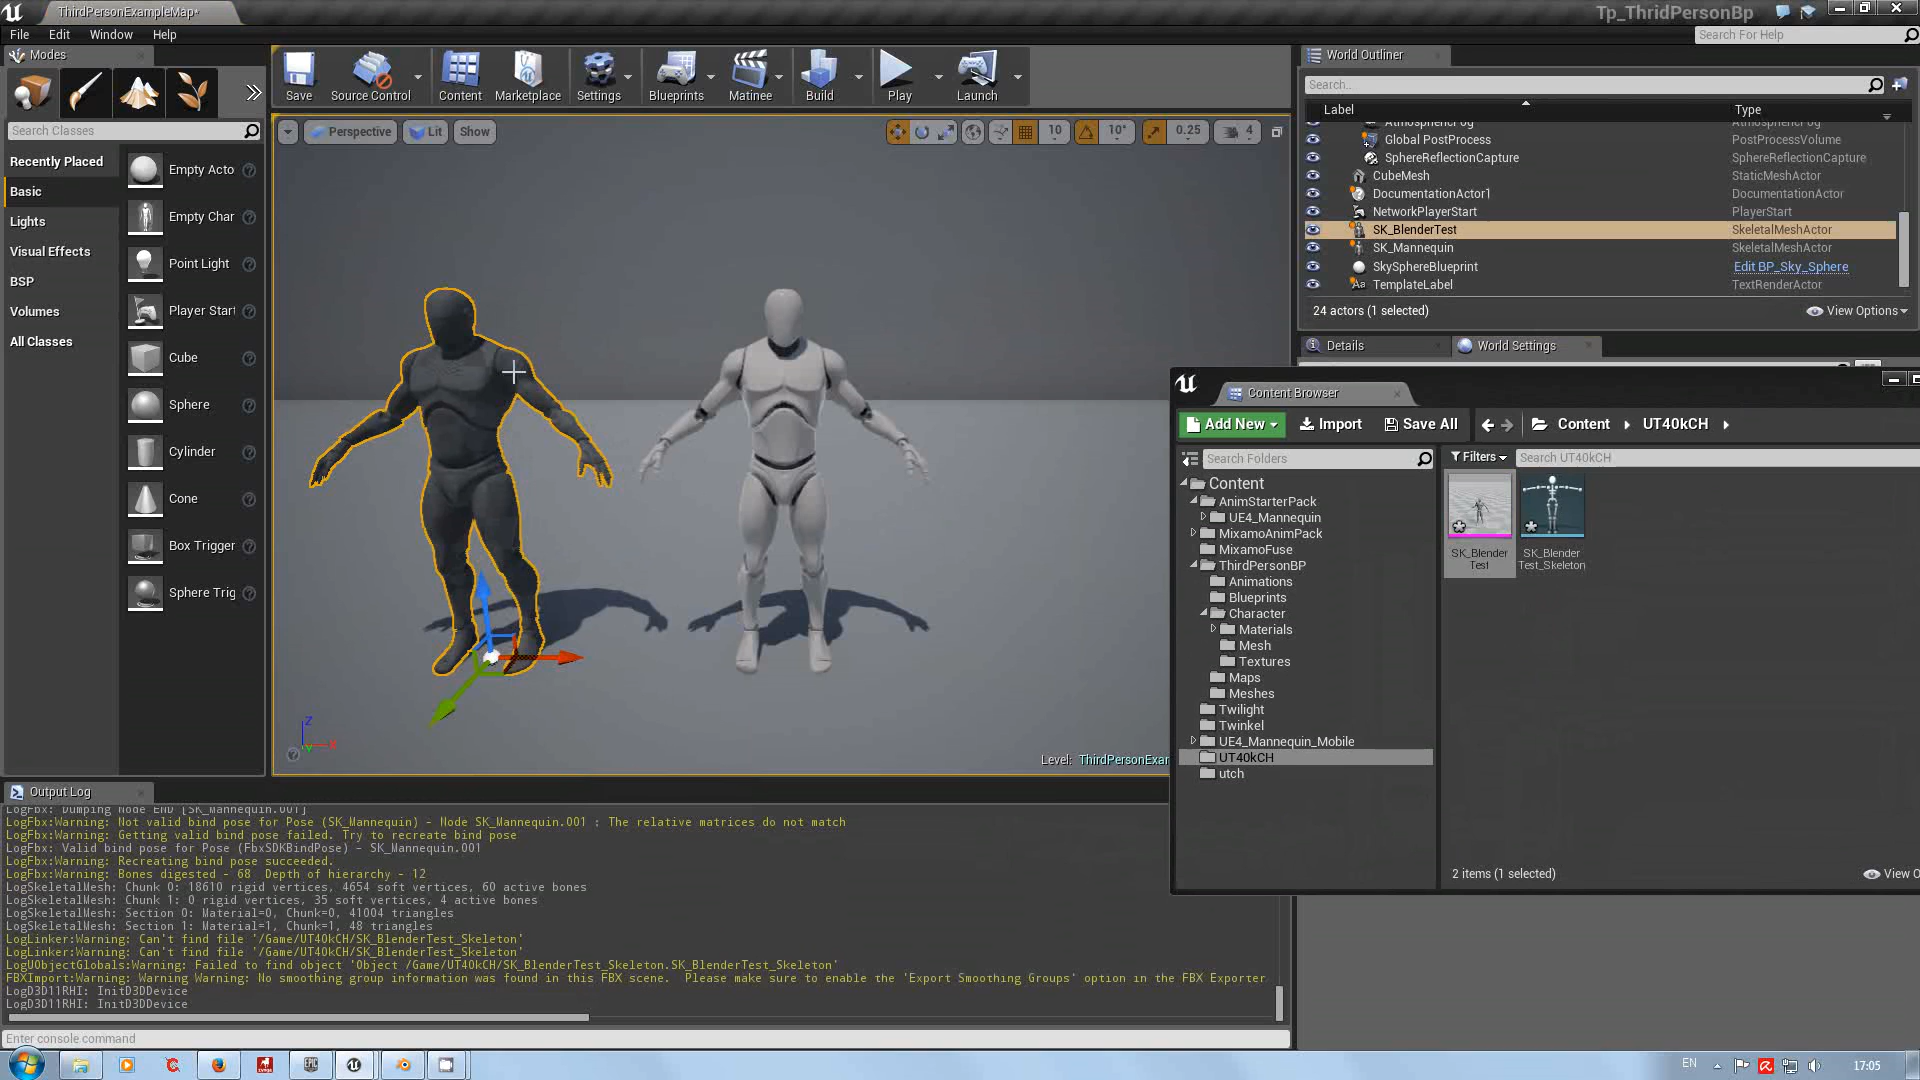 ThirdPersonExampleMap*
Tp_ThridPersonBp
File Edit Window Help
Search For Help
Modes
Save
Source Control
Content
Marketplace
Settings
Blueprints
Matinee
Build
Play
Launch
Search Classes
Recently Placed
Basic
Lights
Visual Effects
BSP
Volumes
All Classes
Empty Acto
Empty Char
Point Light
Player Start
Cube
Sphere
Cylinder
Cone
Box Trigger
Sphere Trig
Perspective
Lit
Show
10
10°
0.25
4
Z
X
Y
Level: ThirdPersonExar
World Outliner
Search...
Label Type
AtmosphericFog AtmosphericFog
Global PostProcess PostProcessVolume
SphereReflectionCapture SphereReflectionCapture
CubeMesh StaticMeshActor
DocumentationActor1 DocumentationActor
NetworkPlayerStart PlayerStart
SK_BlenderTest SkeletalMeshActor
SK_Mannequin SkeletalMeshActor
SkySphereBlueprint Edit BP_Sky_Sphere
TemplateLabel TextRenderActor
24 actors (1 selected)
View Options
Details
World Settings
Content Browser
Add New
Import
Save All
Content
UT40kCH
Search Folders
Filters
Search UT40kCH
Content
AnimStarterPack
UE4_Mannequin
MixamoAnimPack
MixamoFuse
ThirdPersonBP
Animations
Blueprints
Character
Materials
Mesh
Textures
Maps
Meshes
Twilight
Twinkel
UE4_Mannequin_Mobile
UT40kCH
utch
SK_Blender
Test
SK_Blender
Test_Skeleton
2 items (1 selected)
View O
Output Log
LogFbx: Dumping Node END [SK_Mannequin.001]
LogFbx:Warning: Not valid bind pose for Pose (SK_Mannequin) - Node SK_Mannequin.001 : The relative matrices do not match
LogFbx:Warning: Getting valid bind pose failed. Try to recreate bind pose
LogFbx: Valid bind pose for Pose (FbxSDKBindPose) - SK_Mannequin.001
LogFbx:Warning: Recreating bind pose succeeded.
LogFbx:Warning: Bones digested - 68 Depth of hierarchy - 12
LogSkeletalMesh: Chunk 0: 18610 rigid vertices, 4654 soft vertices, 60 active bones
LogSkeletalMesh: Chunk 1: 0 rigid vertices, 35 soft vertices, 4 active bones
LogSkeletalMesh: Section 0: Material=0, Chunk=0, 41004 triangles
LogSkeletalMesh: Section 1: Material=1, Chunk=1, 48 triangles
LogLinker:Warning: Can't find file '/Game/UT40kCH/SK_BlenderTest_Skeleton'
LogLinker:Warning: Can't find file '/Game/UT40kCH/SK_BlenderTest_Skeleton'
LogUObjectGlobals:Warning: Failed to find object 'Object /Game/UT40kCH/SK_BlenderTest_Skeleton.SK_BlenderTest_Skeleton'
FBXImport:Warning: Warning: No smoothing group information was found in this FBX scene. Please make sure to enable the 'Export Smoothing Groups' option in the FBX Exporter
LogD3D11RHI: InitD3DDevice
LogD3D11RHI: InitD3DDevice
Enter console command
EPIC
EN
17:05